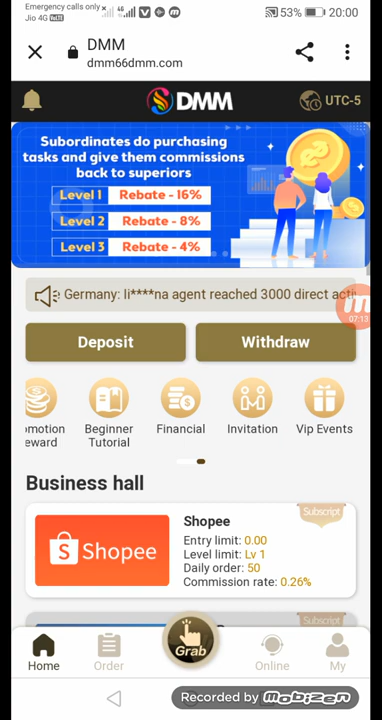 Emergency calls only
Jio 4G VoLTE
4G
53%
20:00
DMM
dmm66dmm.com
DMM
UTC-5
Subordinates do purchasing
tasks and give them commissions
back to superiors
Level 1 Rebate - 16%
Level 2 Rebate - 8%
Level 3 Rebate - 4%
Germany: li****na agent reached 3000 direct acti
07:13
Deposit
Withdraw
omotion
eward
Beginner
Tutorial
Financial
Invitation
Vip Events
Business hall
Subscript
Shopee
Shopee
Entry limit: 0.00
Level limit: Lv 1
Daily order: 50
Commission rate: 0.26%
Subscript
Grab
Home
Order
Online
My
Recorded by Mobizen